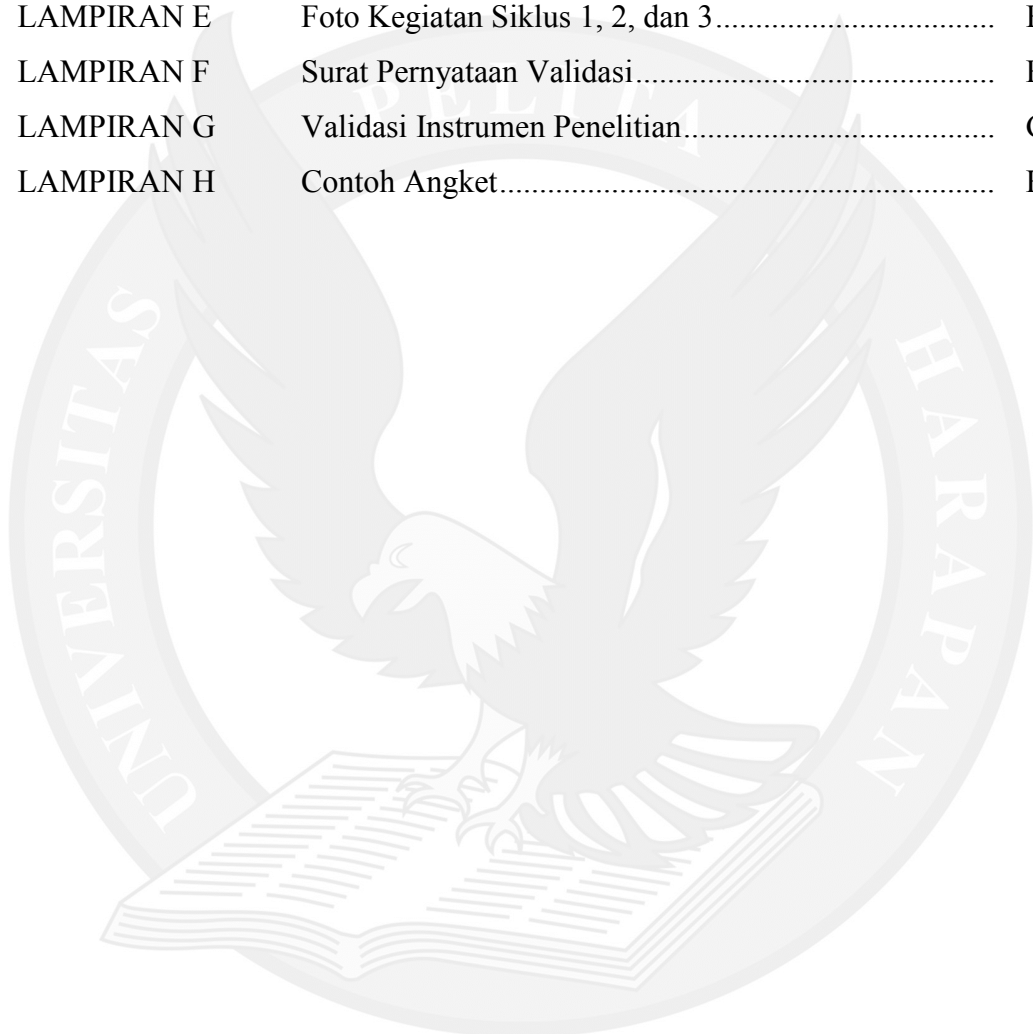 LAMPIRAN E Foto Kegiatan Siklus 1, 2, dan 3....................................
LAMPIRAN F Surat Pernyataan Validasi..............................................
LAMPIRAN G Validasi Instrumen Penelitian........................................
LAMPIRAN H Contoh Angket................................................................
UNIVERSITAS PELITA HARAPAN